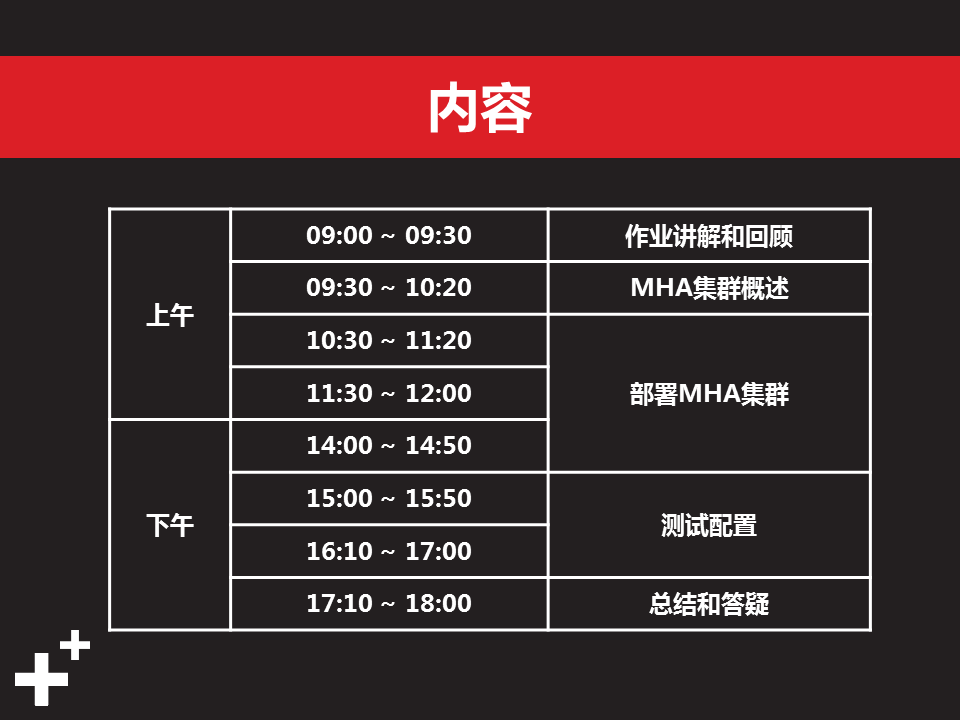 内容
上午
09:00 ~ 09:30
作业讲解和回顾
09:30 ~ 10:20
MHA集群概述
10:30 ~ 11:20
部署MHA集群
11:30 ~ 12:00
下午
14:00 ~ 14:50
15:00 ~ 15:50
测试配置
16:10 ~ 17:00
17:10 ~ 18:00
总结和答疑